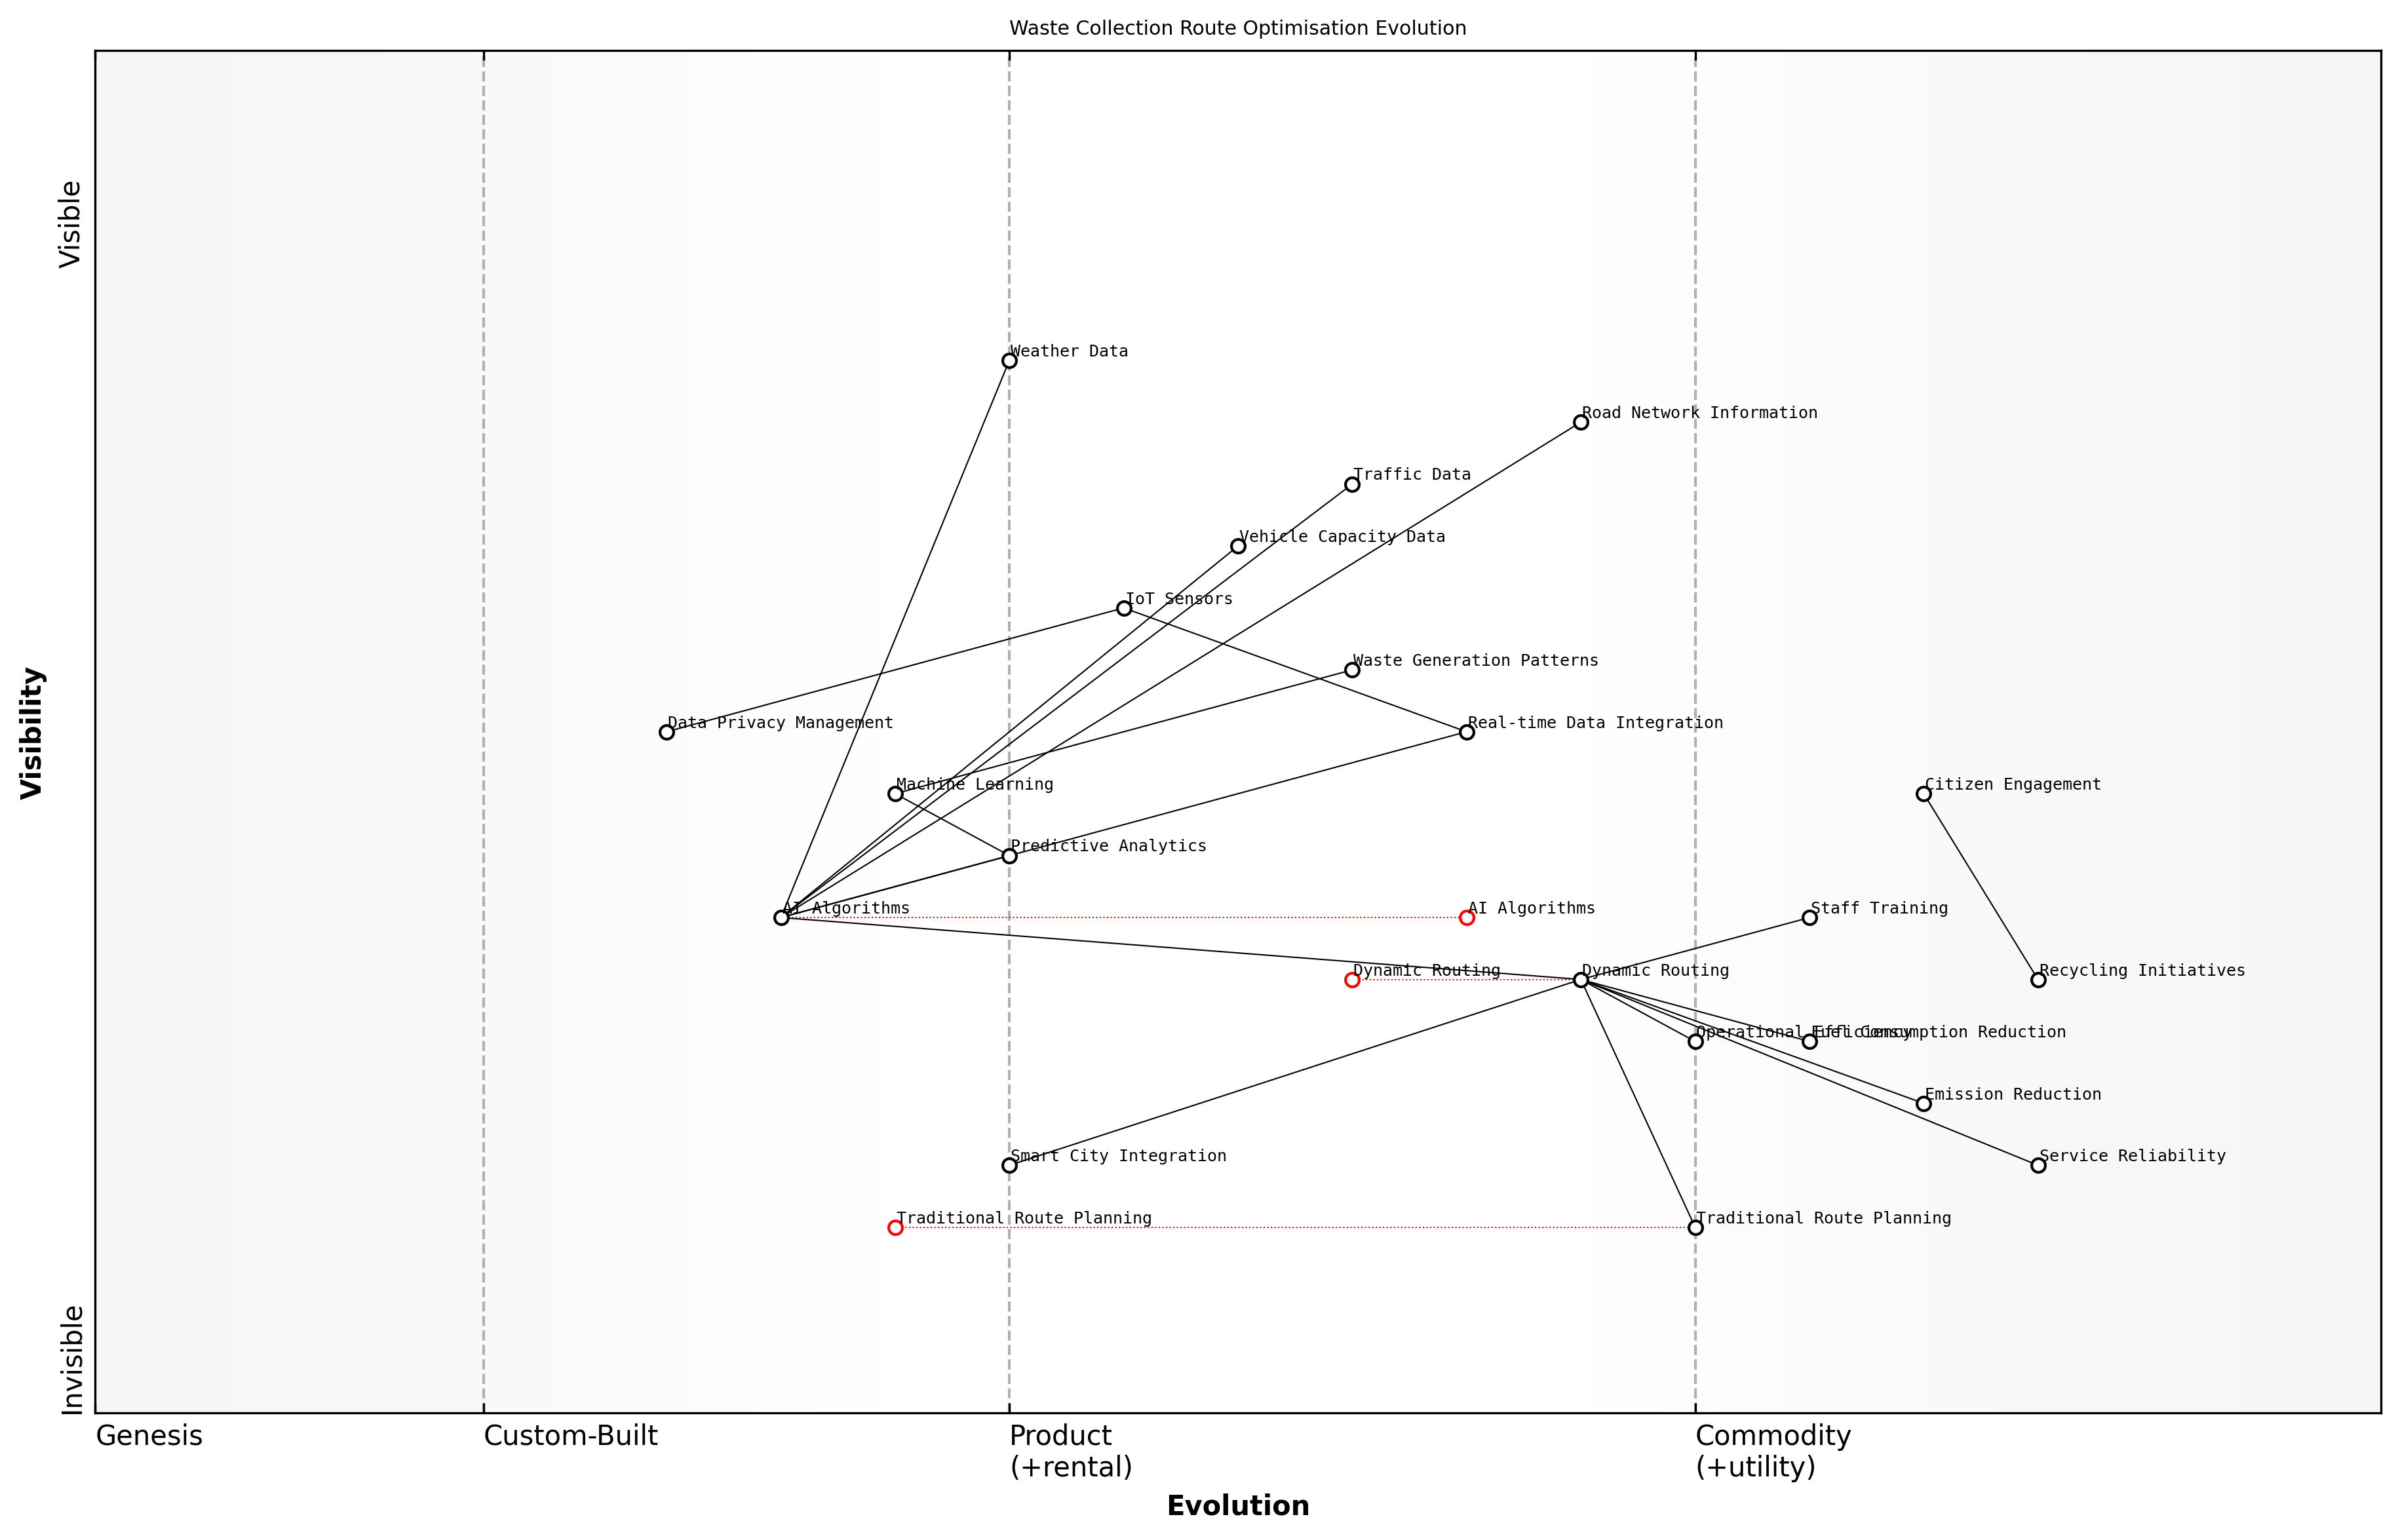 Waste Collection Route Optimisation Evolution
Visible
Weather Data
Road Network Information
Traffic Data
Vehicle Capacity Data
IoT Sensors
Waste Generation Patterns
Data Privacy Management
Real-time Data Integration
Visibility
Machine Learning
Citizen Engagement
Predictive Analytics
AI Algorithms
AI Algorithms
Staff Training
Dynamic Routing
Dynamic Routing
Recycling Initiatives
Operational Efficiency
Fuel Consumption Reduction
Emission Reduction
Smart City Integration
Service Reliability
Traditional Route Planning
Traditional Route Planning
Invisible
Genesis
Custom-Built
Product
(+rental)
Commodity
(+utility)
Evolution